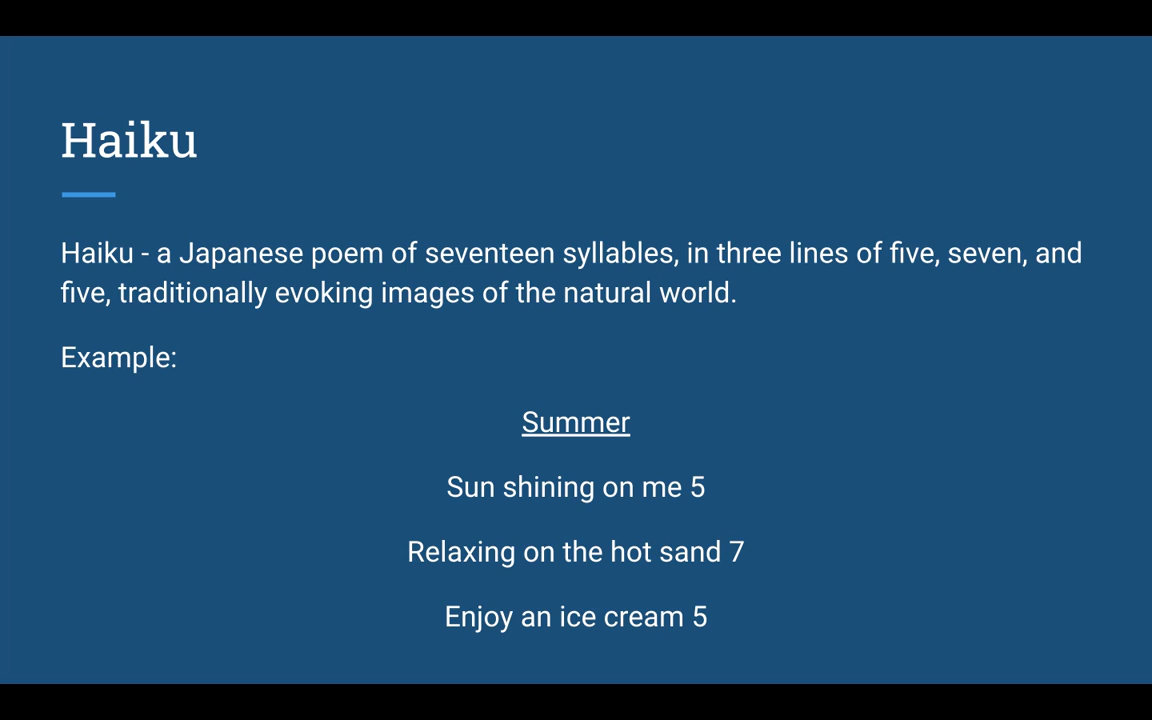 Haiku
Haiku - a Japanese poem of seventeen syllables, in three lines of five, seven, and
five, traditionally evoking images of the natural world.
Example:
Summer
Sun shining on me 5
Relaxing on the hot sand 7
Enjoy an ice cream 5